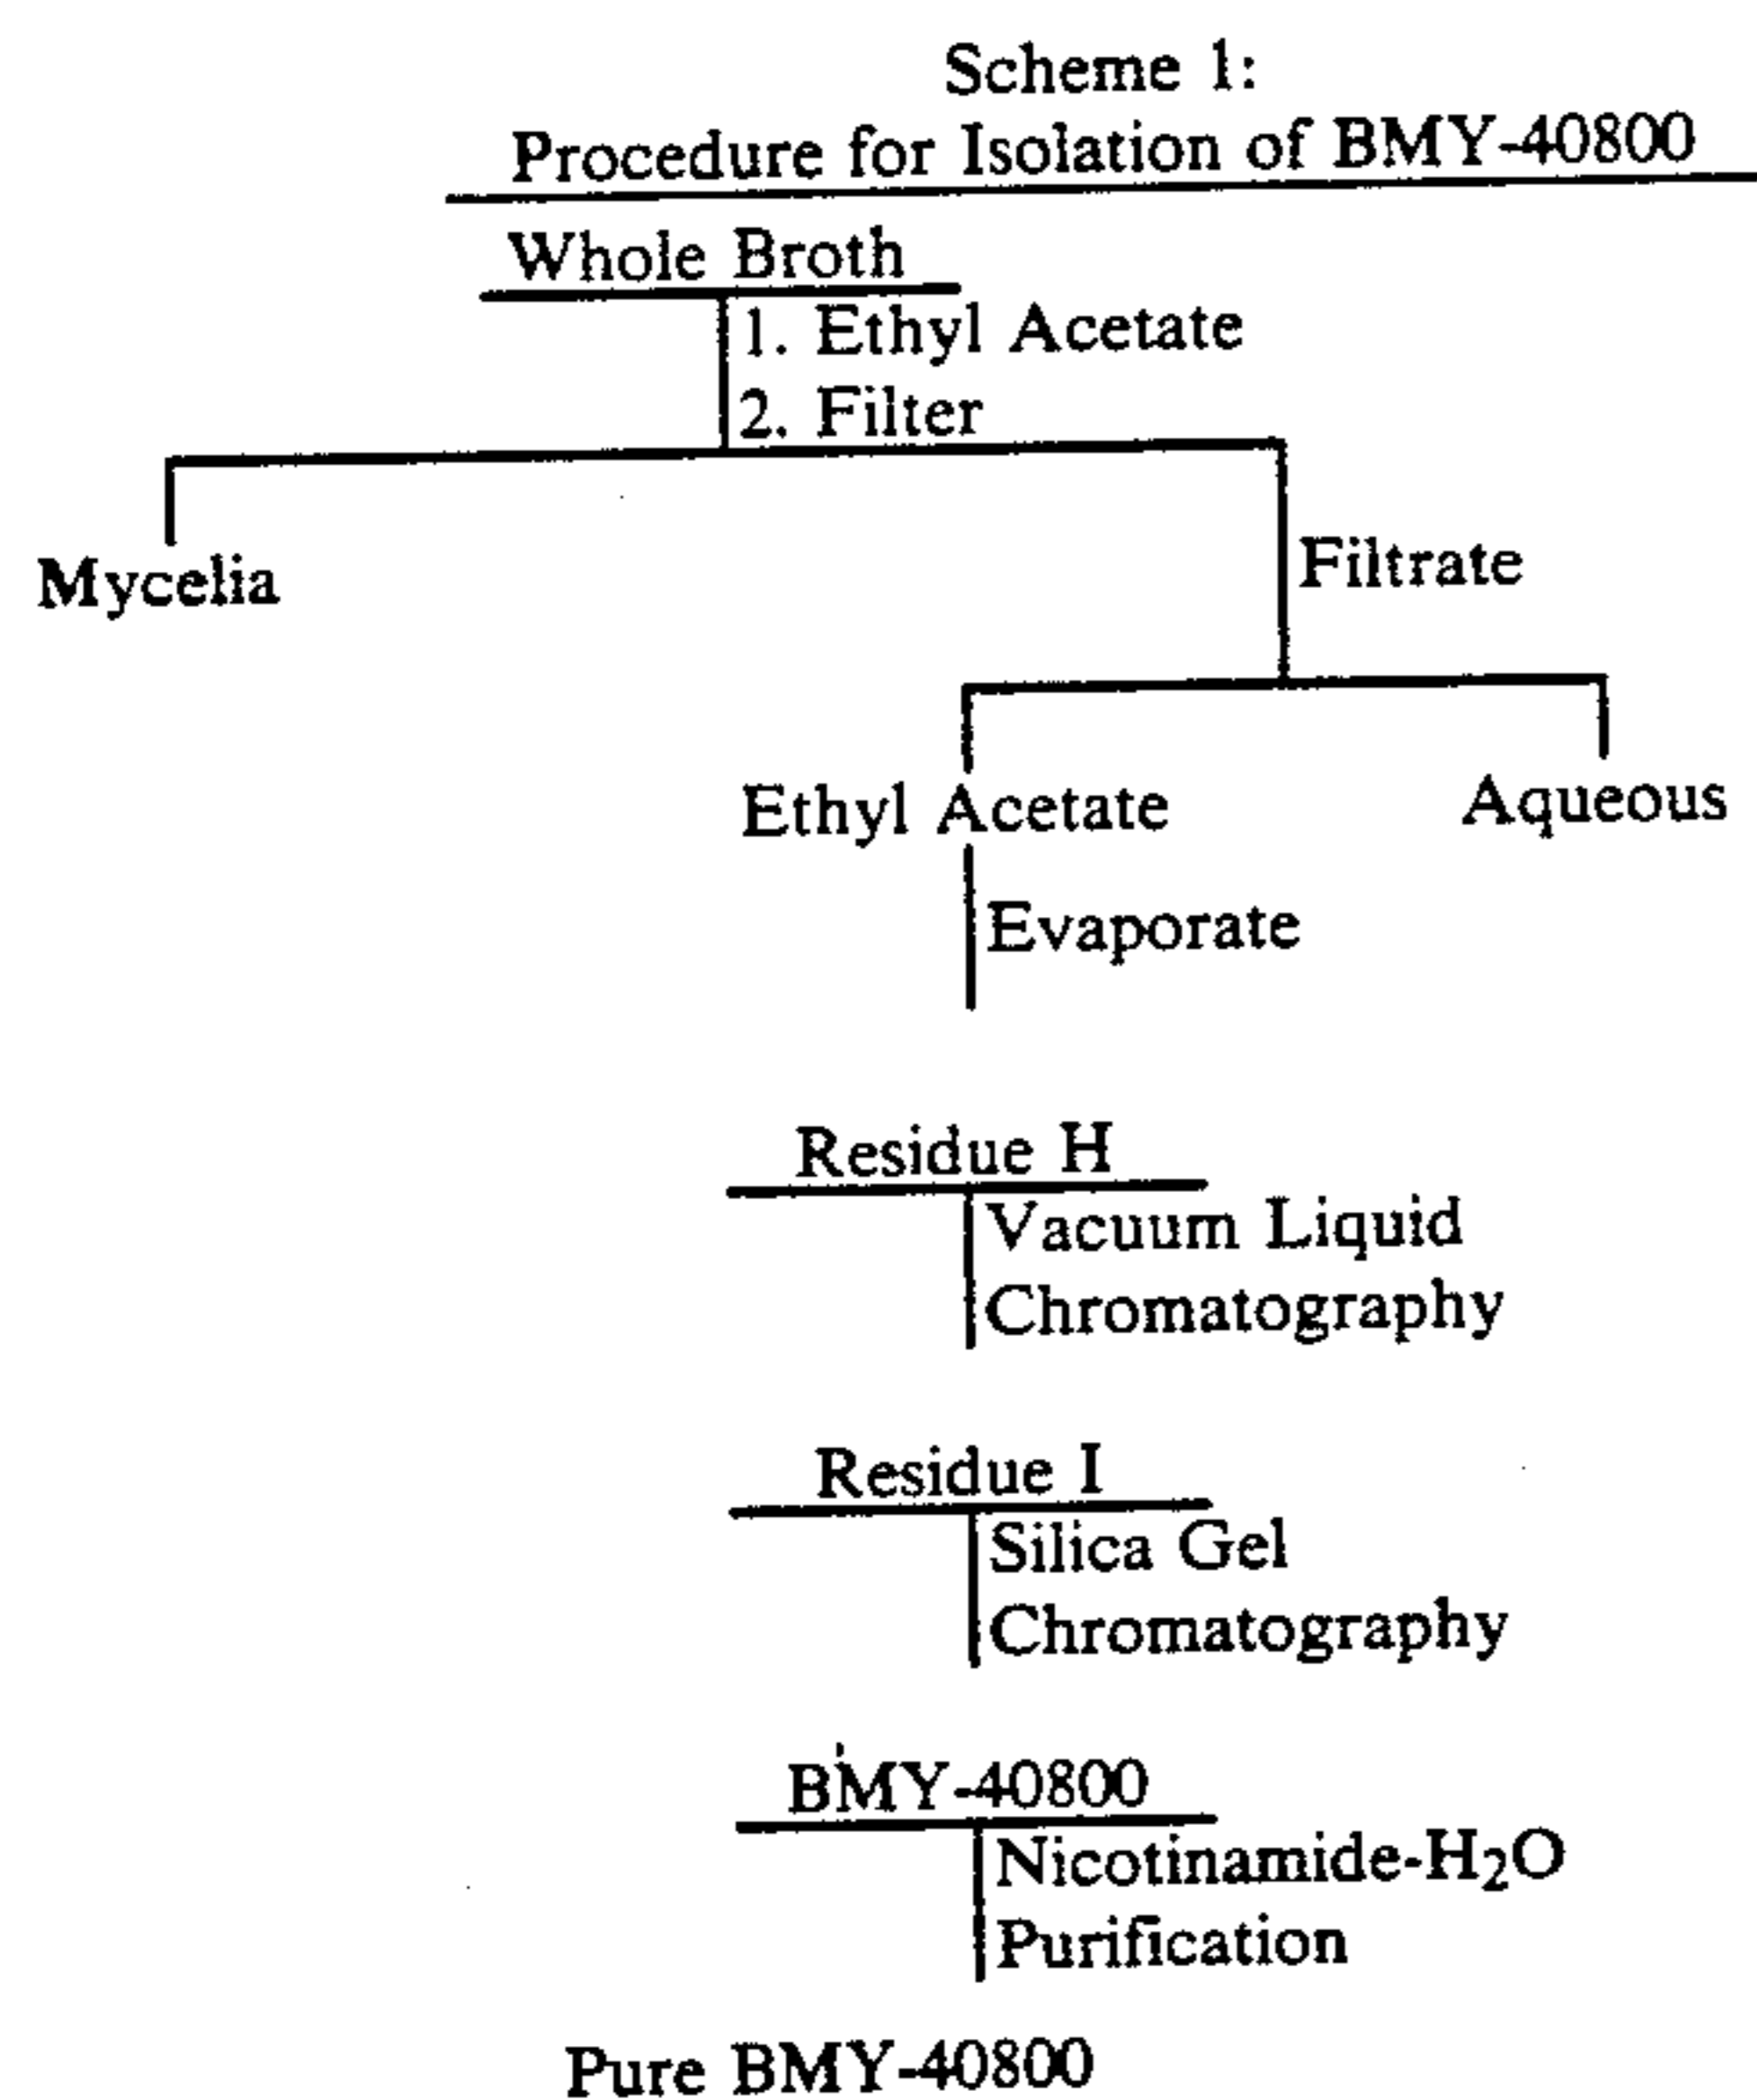 Scheme 1:
Procedure for Isolation of BMY-40800
Whole Broth
1. Ethyl Acetate
2. Filter
Mycelia
Filtrate
Ethyl Acetate
Aqueous
Evaporate
Residue H
Vacuum Liquid
Chromatography
Residue I
Silica Gel
Chromatography
BMY-40800
Nicotinamide-H₂O
Purification
Pure BMY-40800